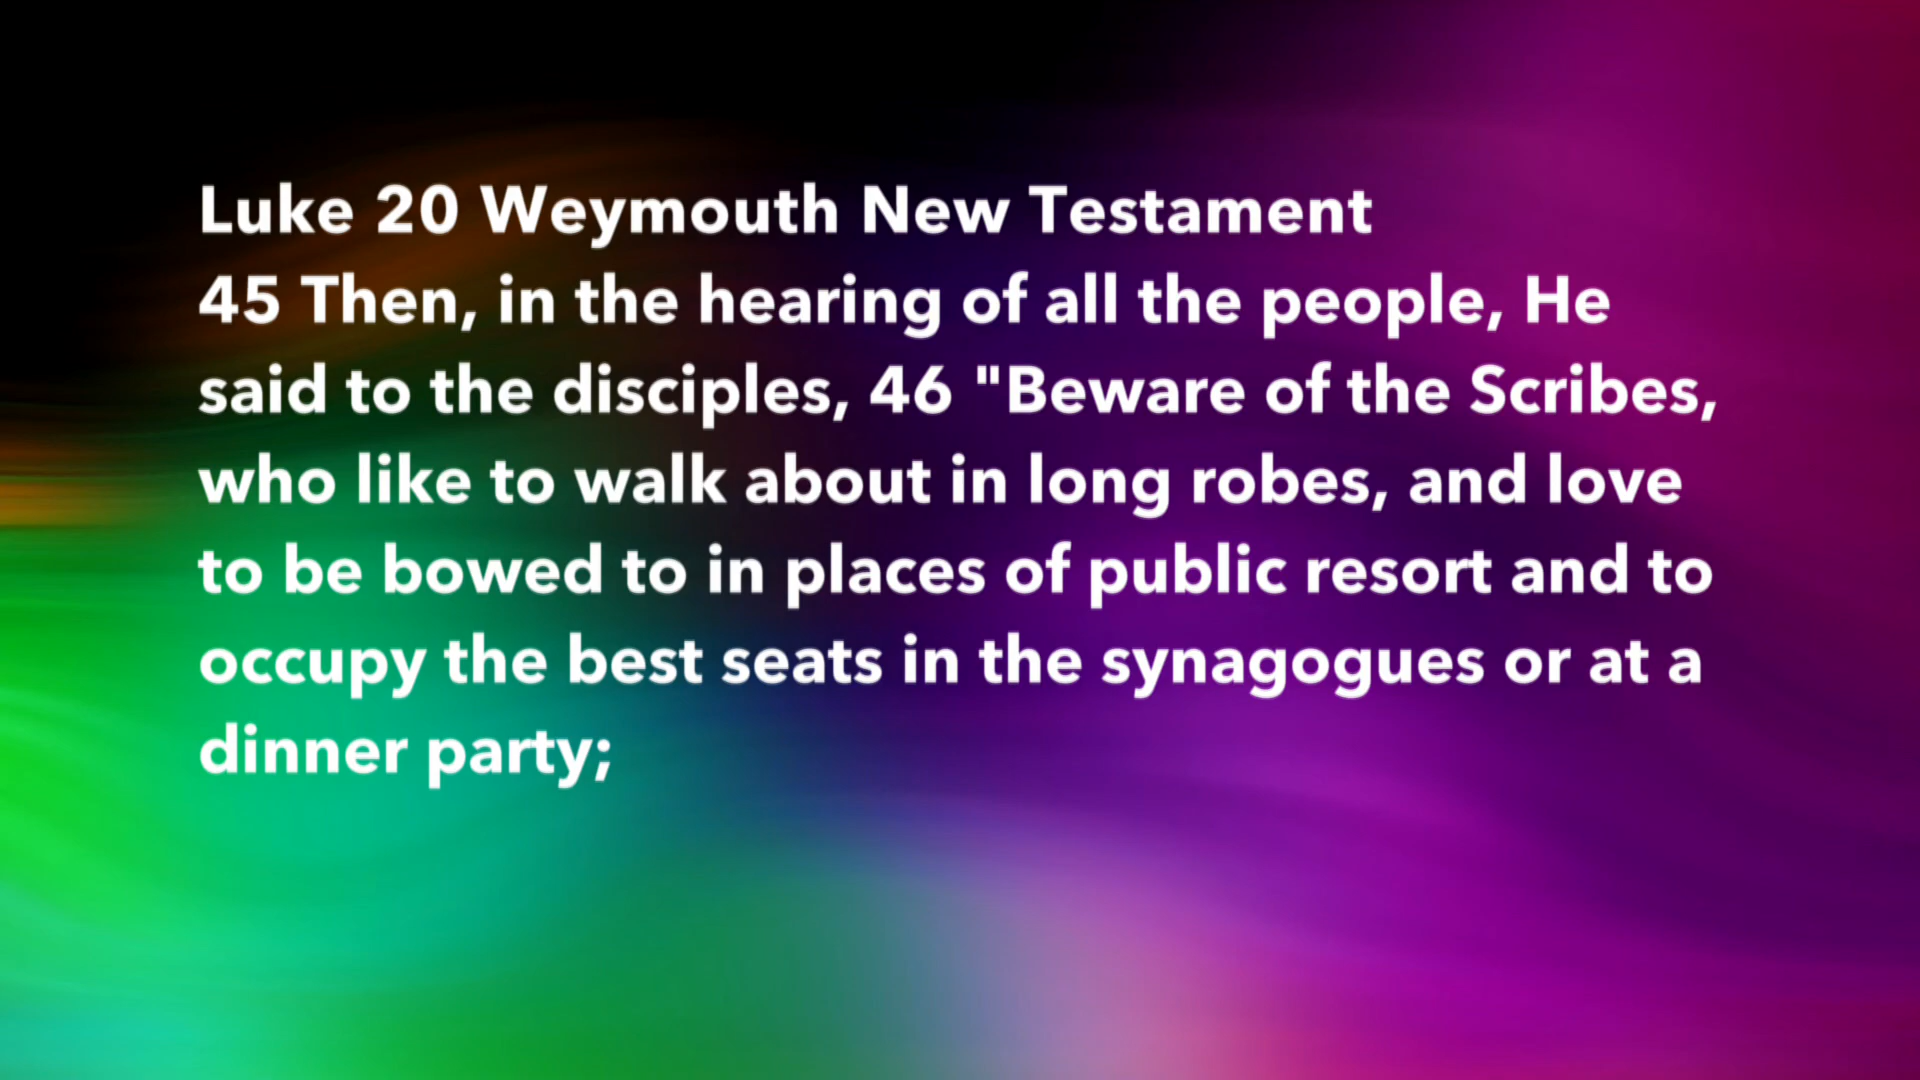 Luke 20 Weymouth New Testament
45 Then, in the hearing of all the people, He
said to the disciples, 46 "Beware of the Scribes,
who like to walk about in long robes, and love
to be bowed to in places of public resort and to
occupy the best seats in the synagogues or at a
dinner party;